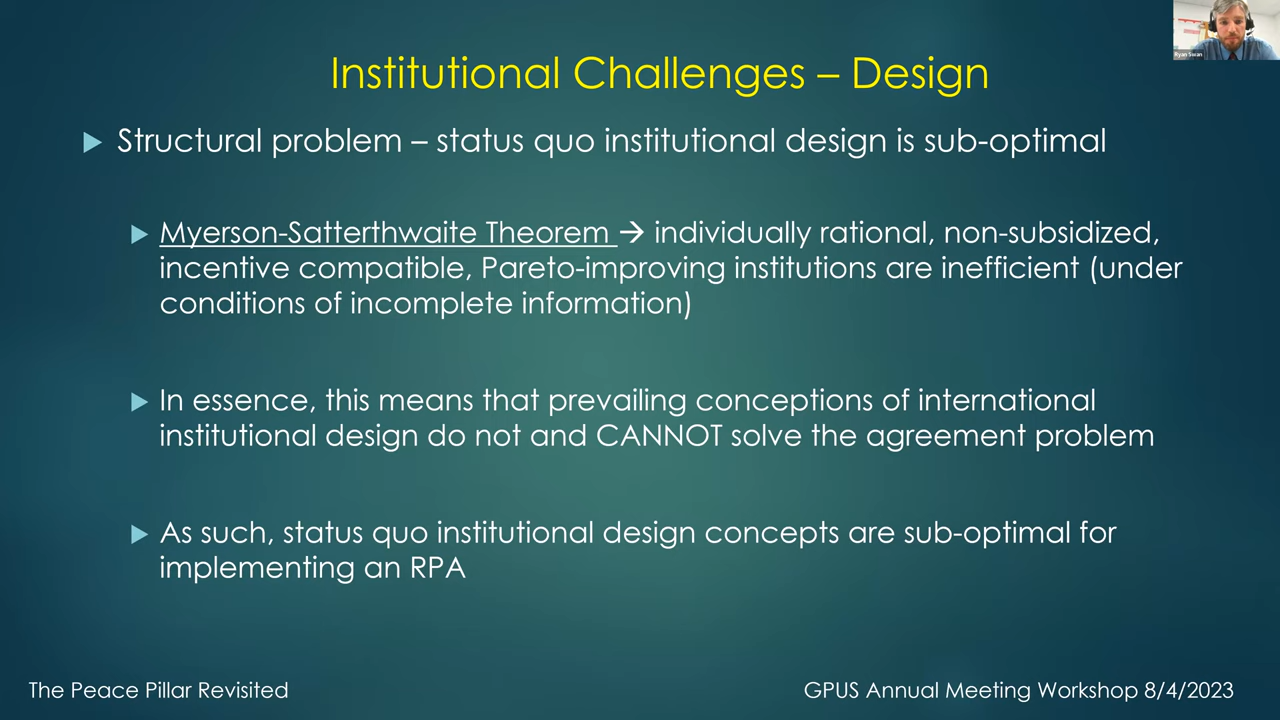 Ryan Swan
Institutional Challenges – Design
Structural problem – status quo institutional design is sub-optimal
Myerson-Satterthwaite Theorem → individually rational, non-subsidized,
incentive compatible, Pareto-improving institutions are inefficient (under
conditions of incomplete information)
In essence, this means that prevailing conceptions of international
institutional design do not and CANNOT solve the agreement problem
As such, status quo institutional design concepts are sub-optimal for
implementing an RPA
The Peace Pillar Revisited
GPUS Annual Meeting Workshop 8/4/2023